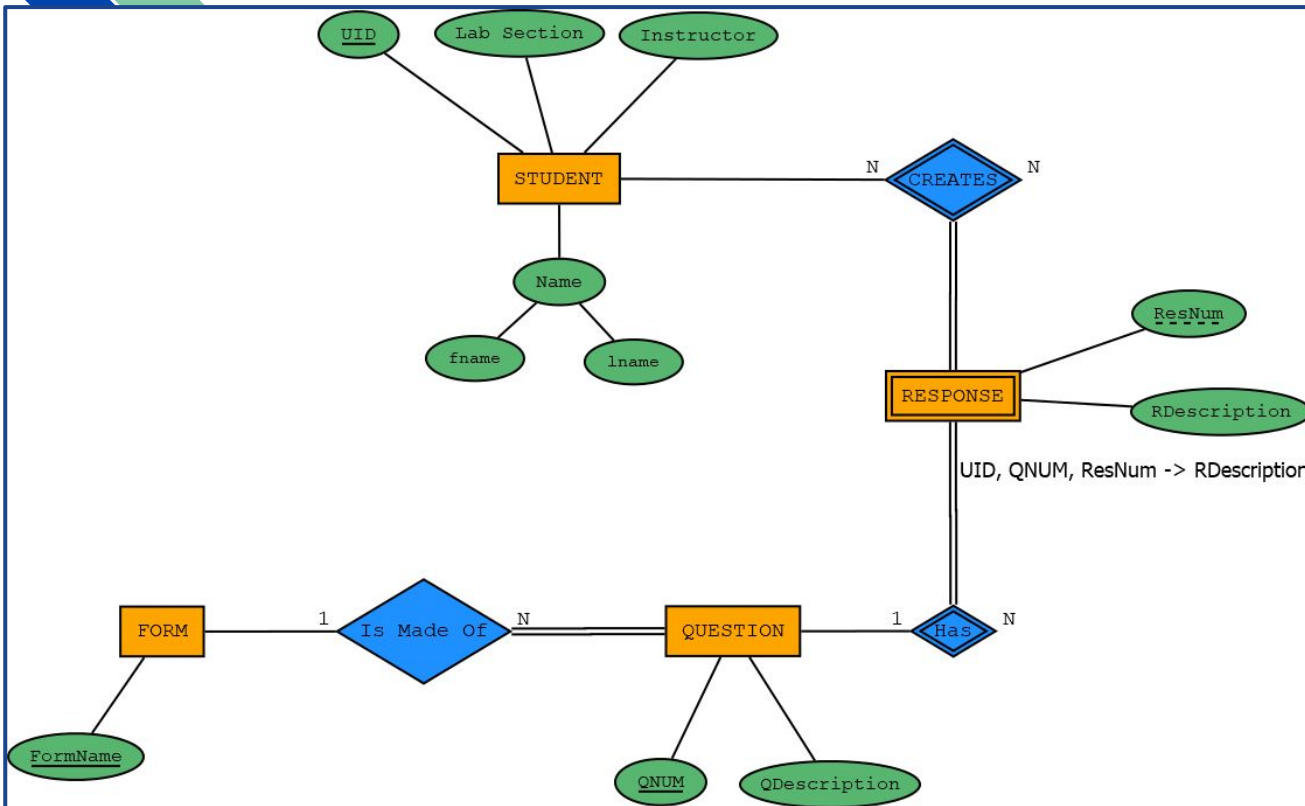 UID
Lab Section
Instructor
STUDENT
N
CREATES
N
Name
fname
lname
ResNum
RESPONSE
RDescription
UID, QNUM, ResNum -> RDescription
FORM
1
Is Made Of
N
QUESTION
1
Has
N
FormName
QNUM
QDescription